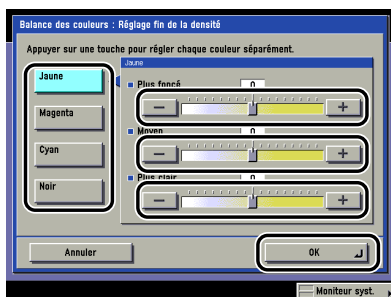 Balance des couleurs : Réglage fin de la densité
Appuyer sur une touche pour régler chaque couleur séparément.
Jaune
Magenta
Cyan
Noir
Jaune
Plus foncé 0
Moyen 0
Plus clair 0
Annuler
OK
Moniteur syst.